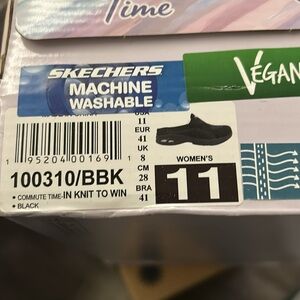 Time
SKECHERS
MACHINE
WASHABLE
VEGAN
USA
11
EUR
41
UK
8
CM
28
BRA
41
1 95204 00169 1
WOMEN'S
11
100310/BBK
• COMMUTE TIME-IN KNIT TO WIN
• BLACK